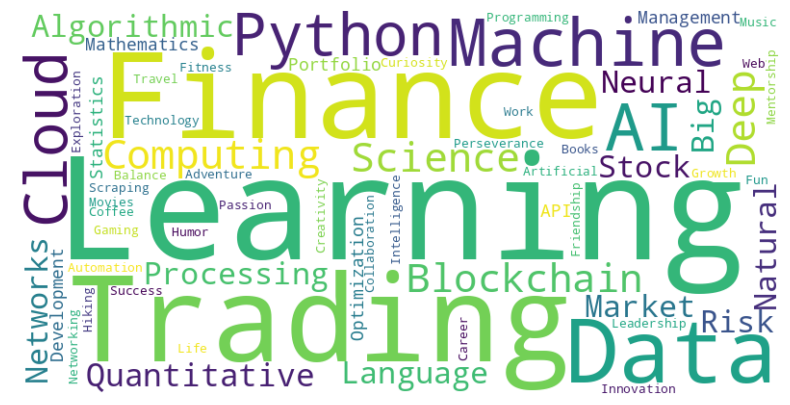 Algorithmic
Python
Programming
Management
Music
Mathematics
Machine
Cloud
Finance
Fitness
Portfolio
Curiosity
Web
Travel
Neural
Exploration
Statistics
Technology
Work
AI
Big
Deep
Mentorship
Computing
Science
Perseverance
Books
Stock
Balance
Adventure
Artificial
Growth
Fun
Scraping
Learning
Movies
Coffee
Passion
Creativity
Collaboration
Intelligence
API
Friendship
Natural
Gaming
Humor
Networks
Development
Automation
Processing
Optimization
Blockchain
Hiking
Success
Trading
Market
Risk
Leadership
Data
Networking
Life
Career
Quantitative
Language
Innovation